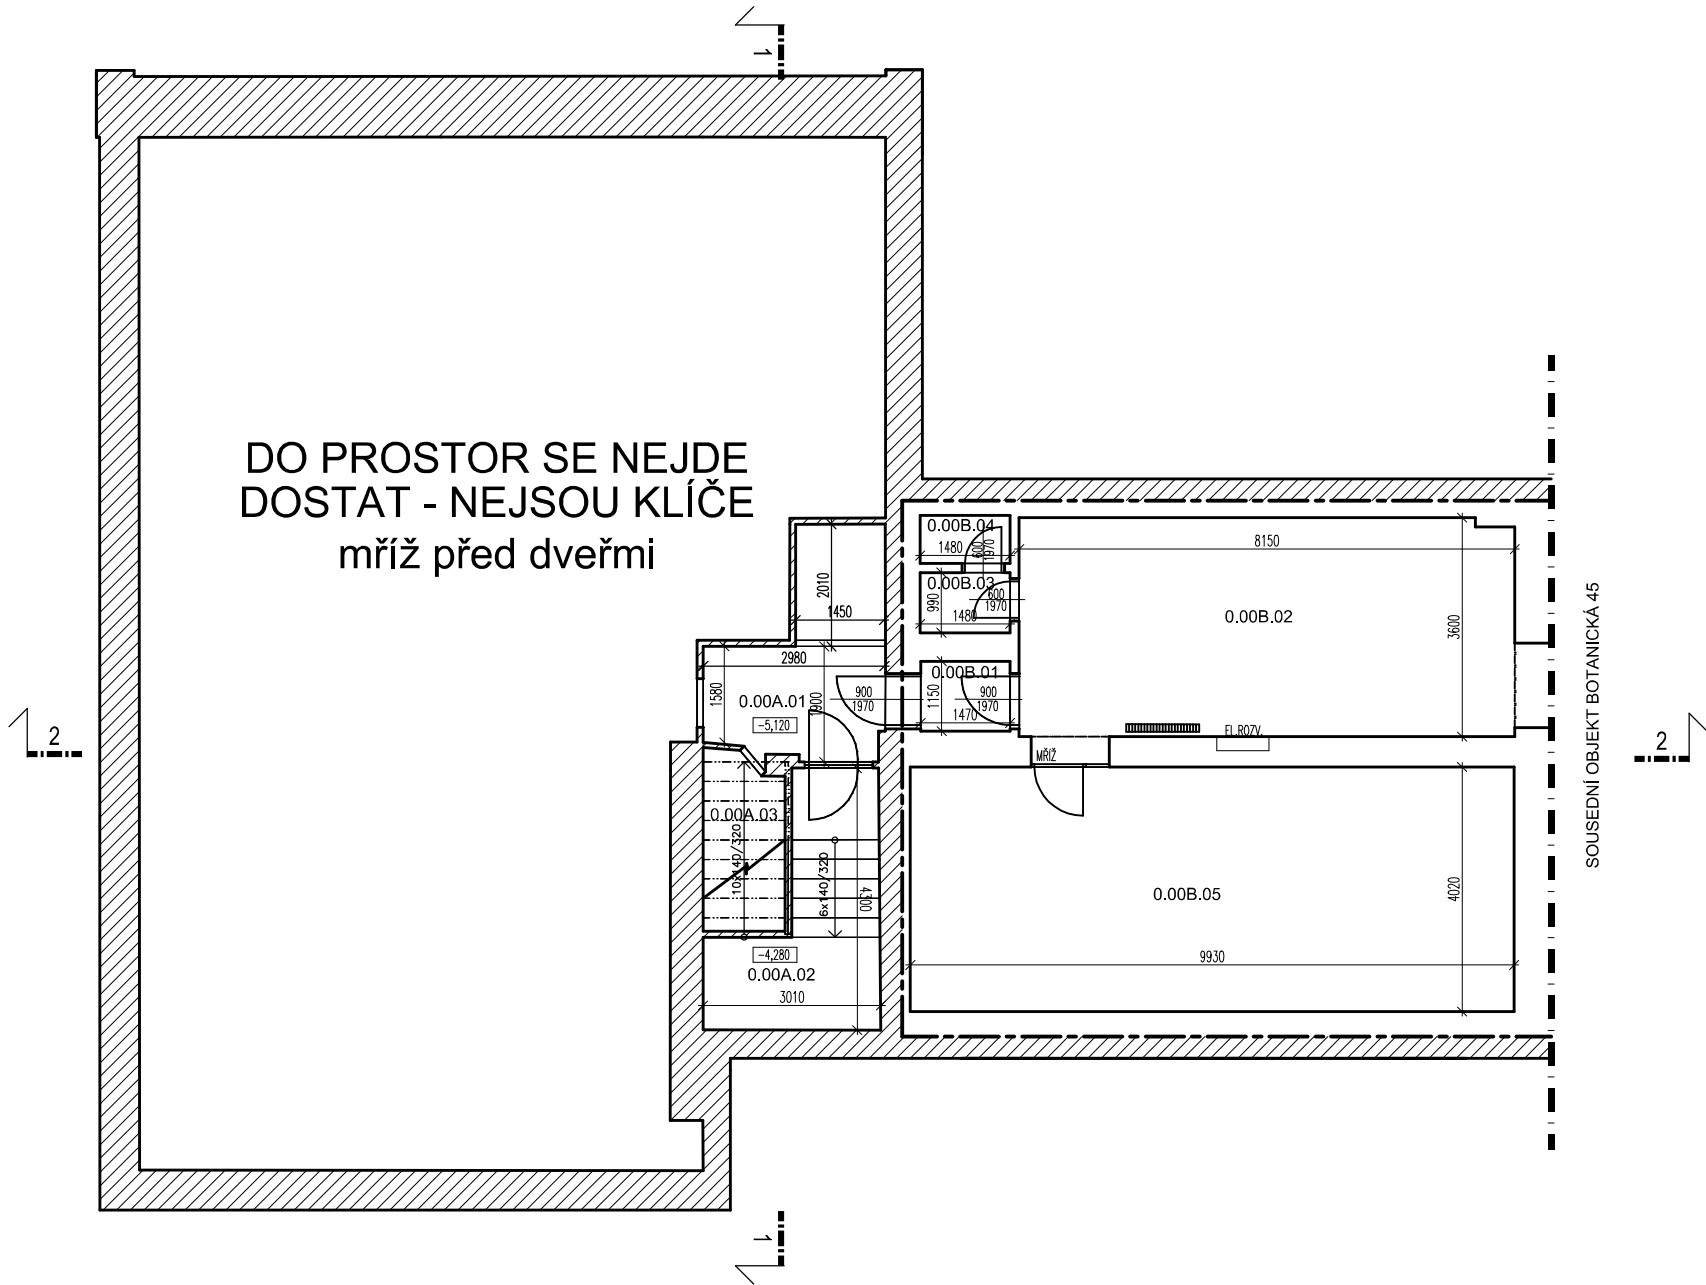 1
DO PROSTOR SE NEJDE
DOSTAT - NEJSOU KLÍČE
mříž před dveřmi
2010
1450
2980
1580
0.00A.01
1900
-5,120
900
1970
0.00A.03
10x140/320
6x140/320
4300
-4,280
0.00A.02
3010
0.00B.04
1480
600
1970
0.00B.03
990
1480
600
1970
0.00B.01
1150
1470
900
1970
8150
0.00B.02
3600
MŘÍŽ
EL.ROZV.
0.00B.05
4020
9930
SOUSEDNÍ OBJEKT BOTANICKÁ 45
2
2
1